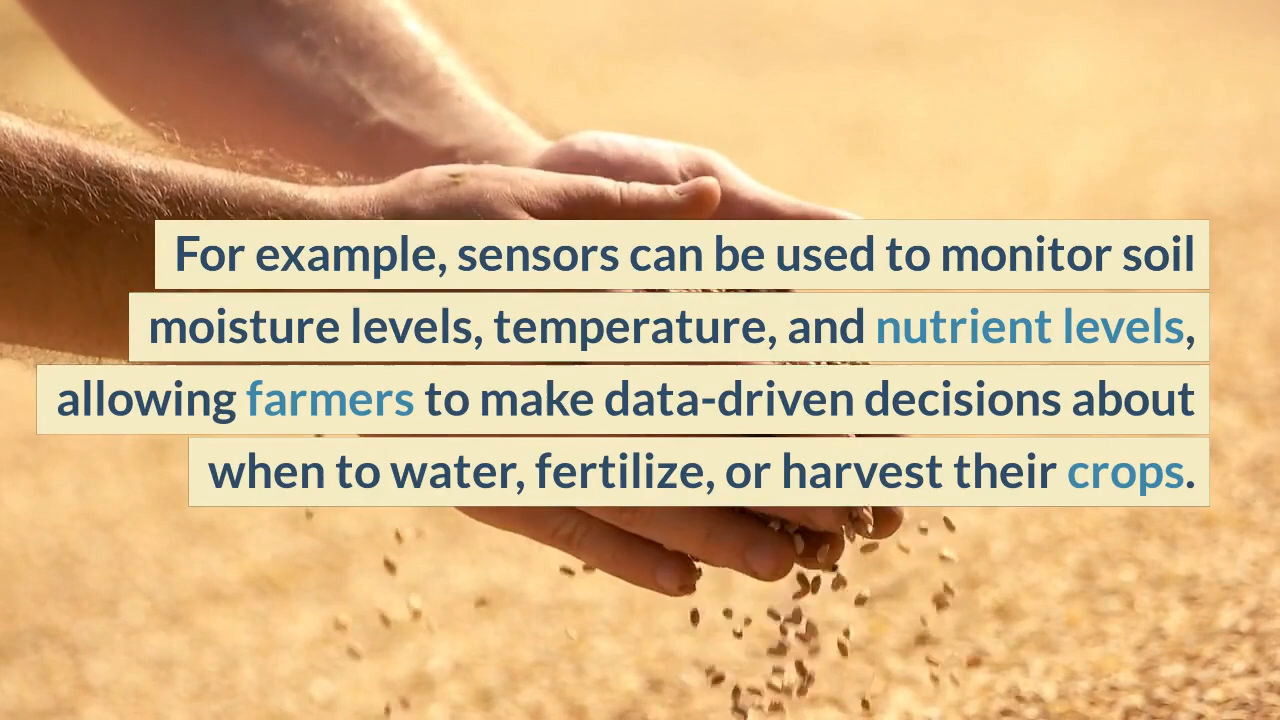 For example, sensors can be used to monitor soil
moisture levels, temperature, and nutrient levels,
allowing farmers to make data-driven decisions about
when to water, fertilize, or harvest their crops.